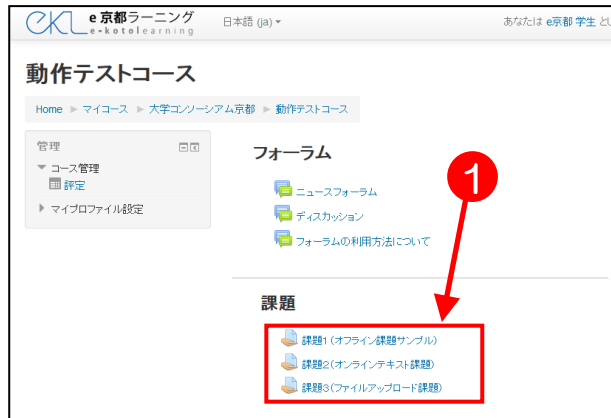 e京都ラーニング
e-kotolearning
日本語 (ja)
あなたは e京都 学生 とし
動作テストコース
Home ▶ マイコース ▶ 大学コンソーシアム京都 ▶ 動作テストコース
管理
コース管理
評定
マイプロファイル設定
フォーラム
ニュースフォーラム
ディスカッション
フォーラムの利用方法について
1
課題
課題1(オフライン課題サンプル)
課題2(オンラインテキスト課題)
課題3(ファイルアップロード課題)